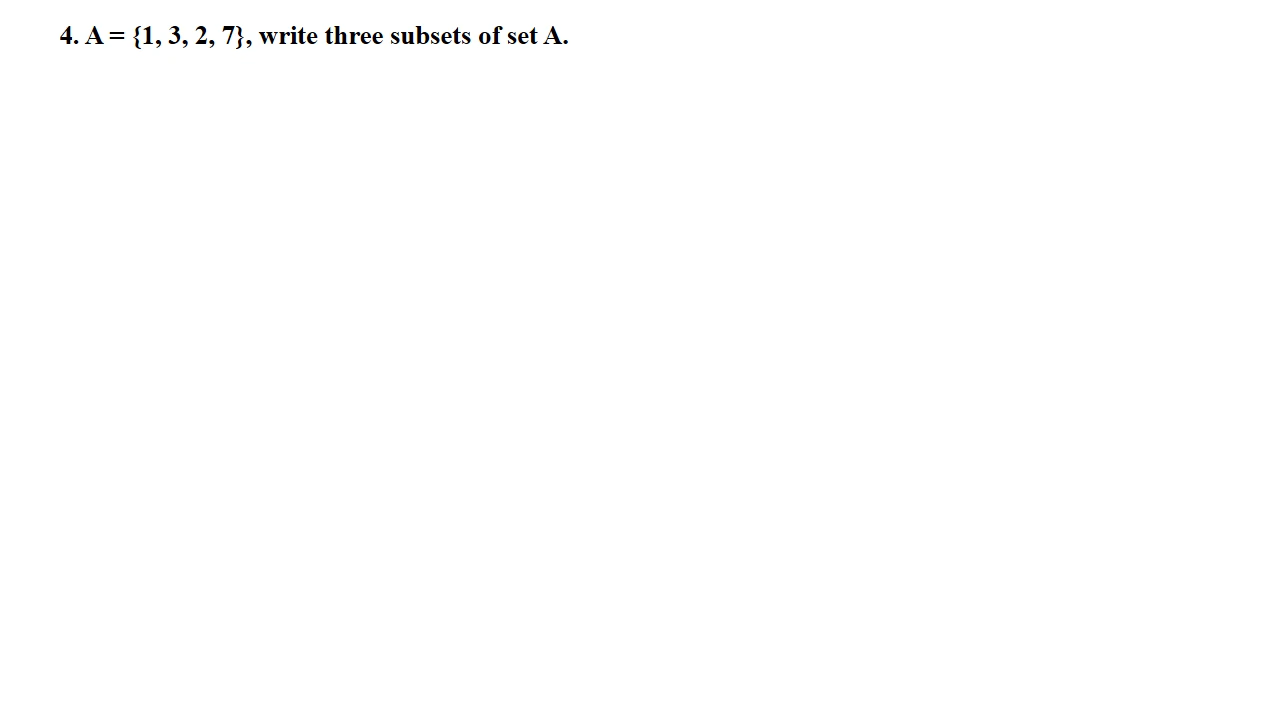 4. A = {1, 3, 2, 7}, write three subsets of set A.